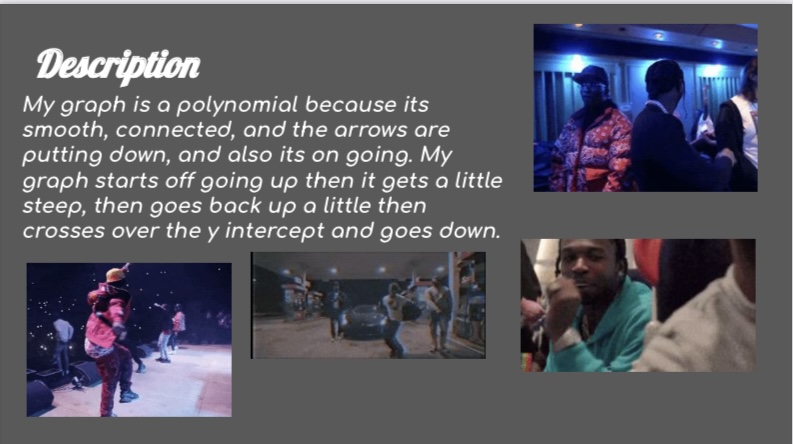 Description
My graph is a polynomial because its
smooth, connected, and the arrows are
putting down, and also its on going. My
graph starts off going up then it gets a little
steep, then goes back up a little then
crosses over the y intercept and goes down.